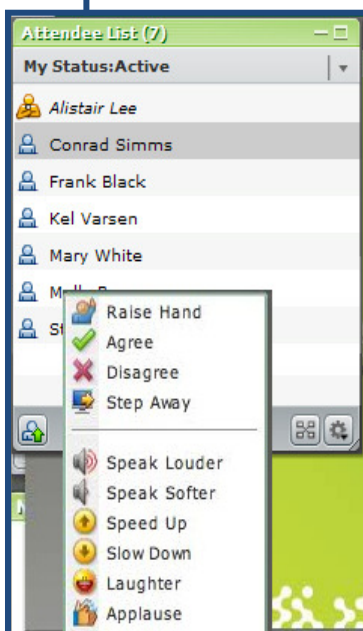 Attendee List (7)
My Status:Active
Alistair Lee
Conrad Simms
Frank Black
Kel Varsen
Mary White
Raise Hand
Agree
Disagree
Step Away
Speak Louder
Speak Softer
Speed Up
Slow Down
Laughter
Applause